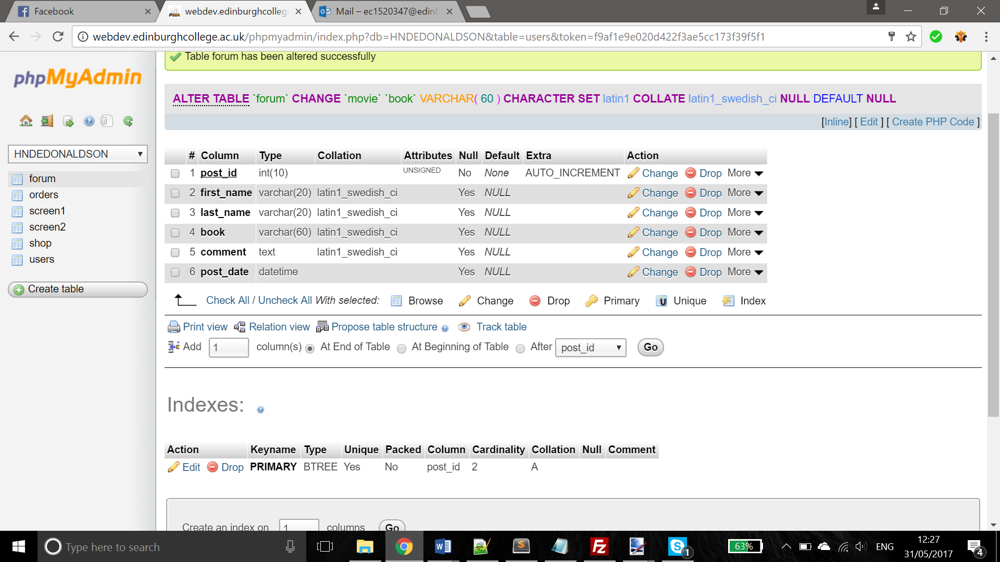 Facebook
webdev.edinburghcolleg
Mail – ec1520347@edinb
webdev.edinburghcollege.ac.uk/phpmyadmin/index.php?db=HNDEDONALDSON&table=users&token=f9af1e9e020d422f3ae5cc173f39f5f1
phpMyAdmin
HNDEDONALDSON
forum
orders
screen1
screen2
shop
users
Create table
Table forum has been altered successfully
ALTER TABLE `forum` CHANGE `movie` `book` VARCHAR( 60 ) CHARACTER SET latin1 COLLATE latin1_swedish_ci NULL DEFAULT NULL
[Inline] [ Edit ] [ Create PHP Code ]
# Column Type Collation Attributes Null Default Extra Action
1 post_id int(10) UNSIGNED No None AUTO_INCREMENT Change Drop More
2 first_name varchar(20) latin1_swedish_ci Yes NULL Change Drop More
3 last_name varchar(20) latin1_swedish_ci Yes NULL Change Drop More
4 book varchar(60) latin1_swedish_ci Yes NULL Change Drop More
5 comment text latin1_swedish_ci Yes NULL Change Drop More
6 post_date datetime Yes NULL Change Drop More
Check All / Uncheck All With selected: Browse Change Drop Primary Unique Index
Print view Relation view Propose table structure Track table
Add 1 column(s) At End of Table At Beginning of Table After post_id Go
Indexes:
Action Keyname Type Unique Packed Column Cardinality Collation Null Comment
Edit Drop PRIMARY BTREE Yes No post_id 2 A
Create an index on 1 columns Go
Type here to search
63%
ENG
12:27
31/05/2017
1
4